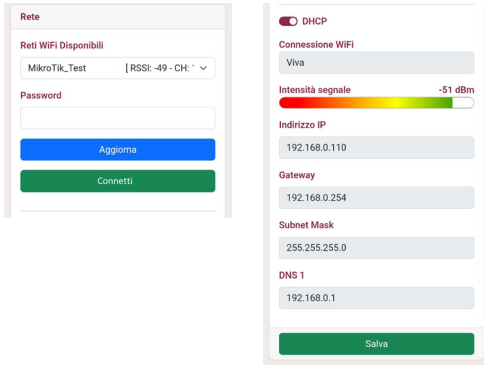 Rete
Reti WiFi Disponibili
MikroTik_Test [ RSSI: -49 - CH:
Password
Aggiorna
Connetti
DHCP
Connessione WiFi
Viva
Intensità segnale -51 dBm
Indirizzo IP
192.168.0.110
Gateway
192.168.0.254
Subnet Mask
255.255.255.0
DNS 1
192.168.0.1
Salva